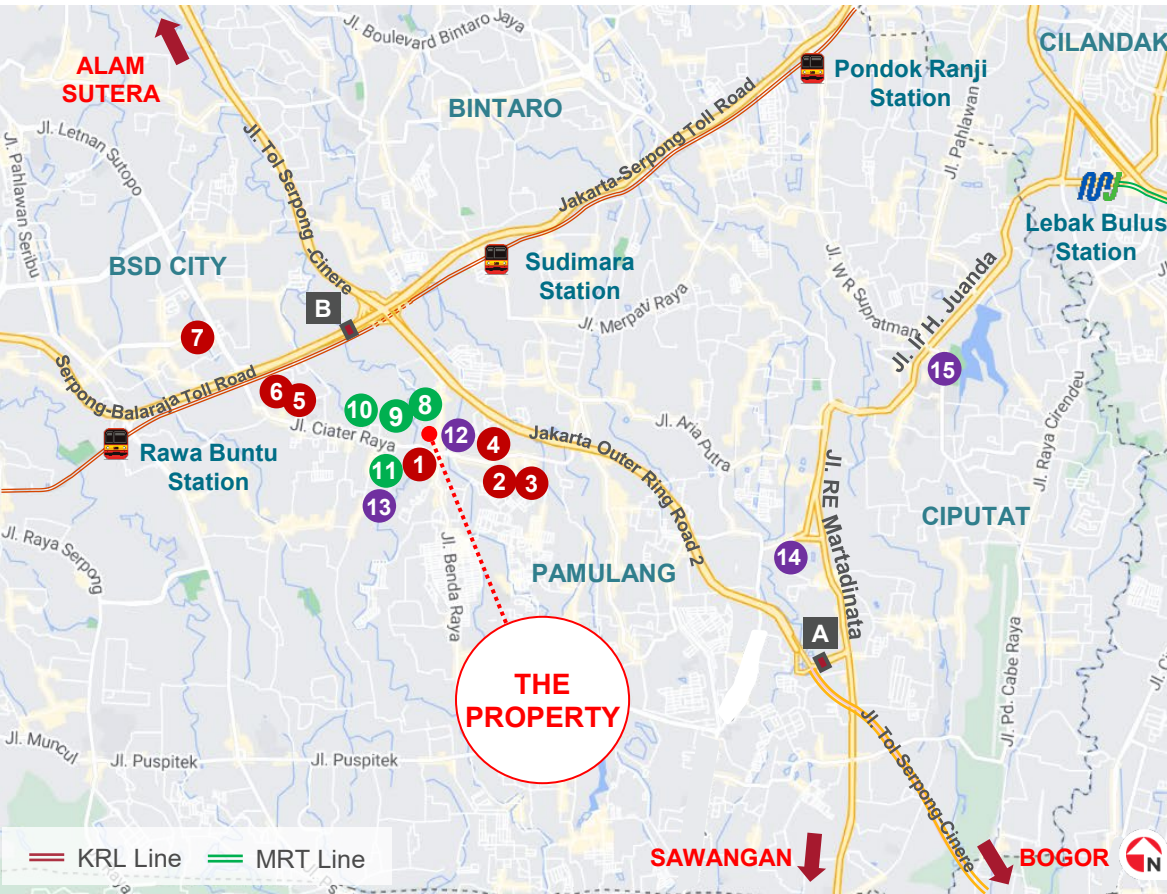 Jl. Boulevard Bintaro Jaya
CILANDAK
ALAM
SUTERA
Pondok Ranji
Station
BINTARO
Jl. Letnan Sutopo
Jl. Pahlawan Seribu
Jl. Tol Serpong -Cinere
Jakarta-Serpong Toll Road
Jl. Pahlawan
Lebak Bulus
Station
BSD CITY
Sudimara
Station
B
Jl. Merpati Raya
Jl. W R Supratman
Jl. Ir H. Juanda
7
Serpong-Balaraja Toll Road
6
5
10
9
8
15
Jl. Ciater Raya
12
4
Jakarta Outer Ring Road 2
Jl. Aria Putra
Jl. Raya Cirendeu
Rawa Buntu
Station
11
1
2
3
13
Jl. RE Martadinata
CIPUTAT
Jl. Raya Serpong
Jl. Benda Raya
PAMULANG
14
A
THE
PROPERTY
Jl. Pd. Cabe Raya
Jl. Muncul
Jl. Puspitek
Jl. Puspitek
Jl. Tol Serpong-Cinere
KRL Line
MRT Line
SAWANGAN
BOGOR
N